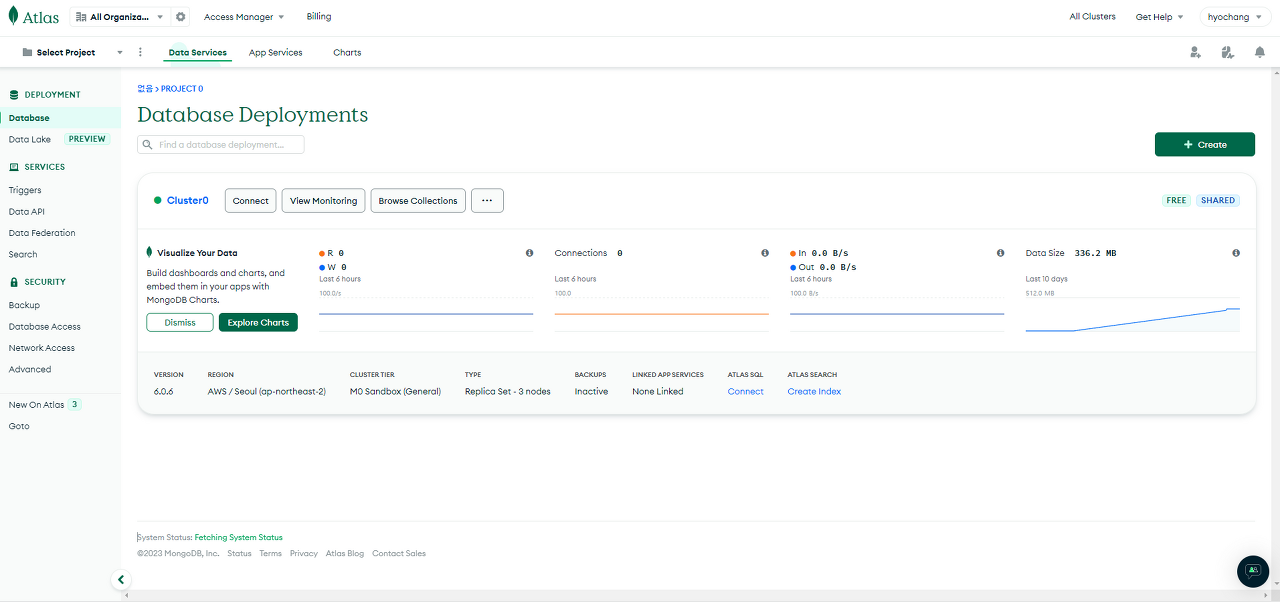 Atlas All Organiza... Access Manager Billing All Clusters Get Help hyochang
Select Project Data Services App Services Charts
DEPLOYMENT
Database
Data Lake PREVIEW
SERVICES
Triggers
Data API
Data Federation
Search
SECURITY
Backup
Database Access
Network Access
Advanced
New On Atlas 3
Goto
없음 > PROJECT 0
Database Deployments
Find a database deployment...
+ Create
Cluster0 Connect View Monitoring Browse Collections ... FREE SHARED
Visualize Your Data
Build dashboards and charts, and
embed them in your apps with
MongoDB Charts.
Dismiss Explore Charts
R 0
W 0
Last 6 hours
100.0/s
Connections 0
Last 6 hours
100.0
In 0.0 B/s
Out 0.0 B/s
Last 6 hours
100.0 B/s
Data Size 336.2 MB
Last 10 days
512.0 MB
VERSION REGION CLUSTER TIER TYPE BACKUPS LINKED APP SERVICES ATLAS SQL ATLAS SEARCH
6.0.6 AWS / Seoul (ap-northeast-2) M0 Sandbox (General) Replica Set - 3 nodes Inactive None Linked Connect Create Index
System Status: Fetching System Status
©2023 MongoDB, Inc. Status Terms Privacy Atlas Blog Contact Sales